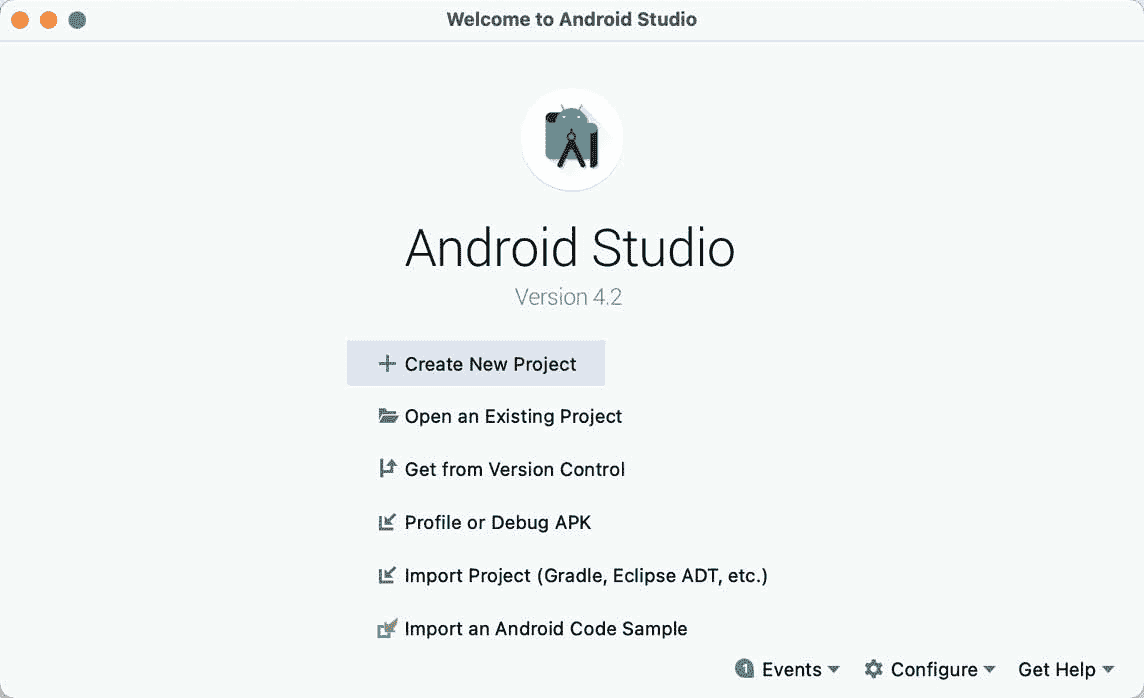 Welcome to Android Studio
Android Studio
Version 4.2
Create New Project
Open an Existing Project
Get from Version Control
Profile or Debug APK
Import Project (Gradle, Eclipse ADT, etc.)
Import an Android Code Sample
1 Events Configure Get Help